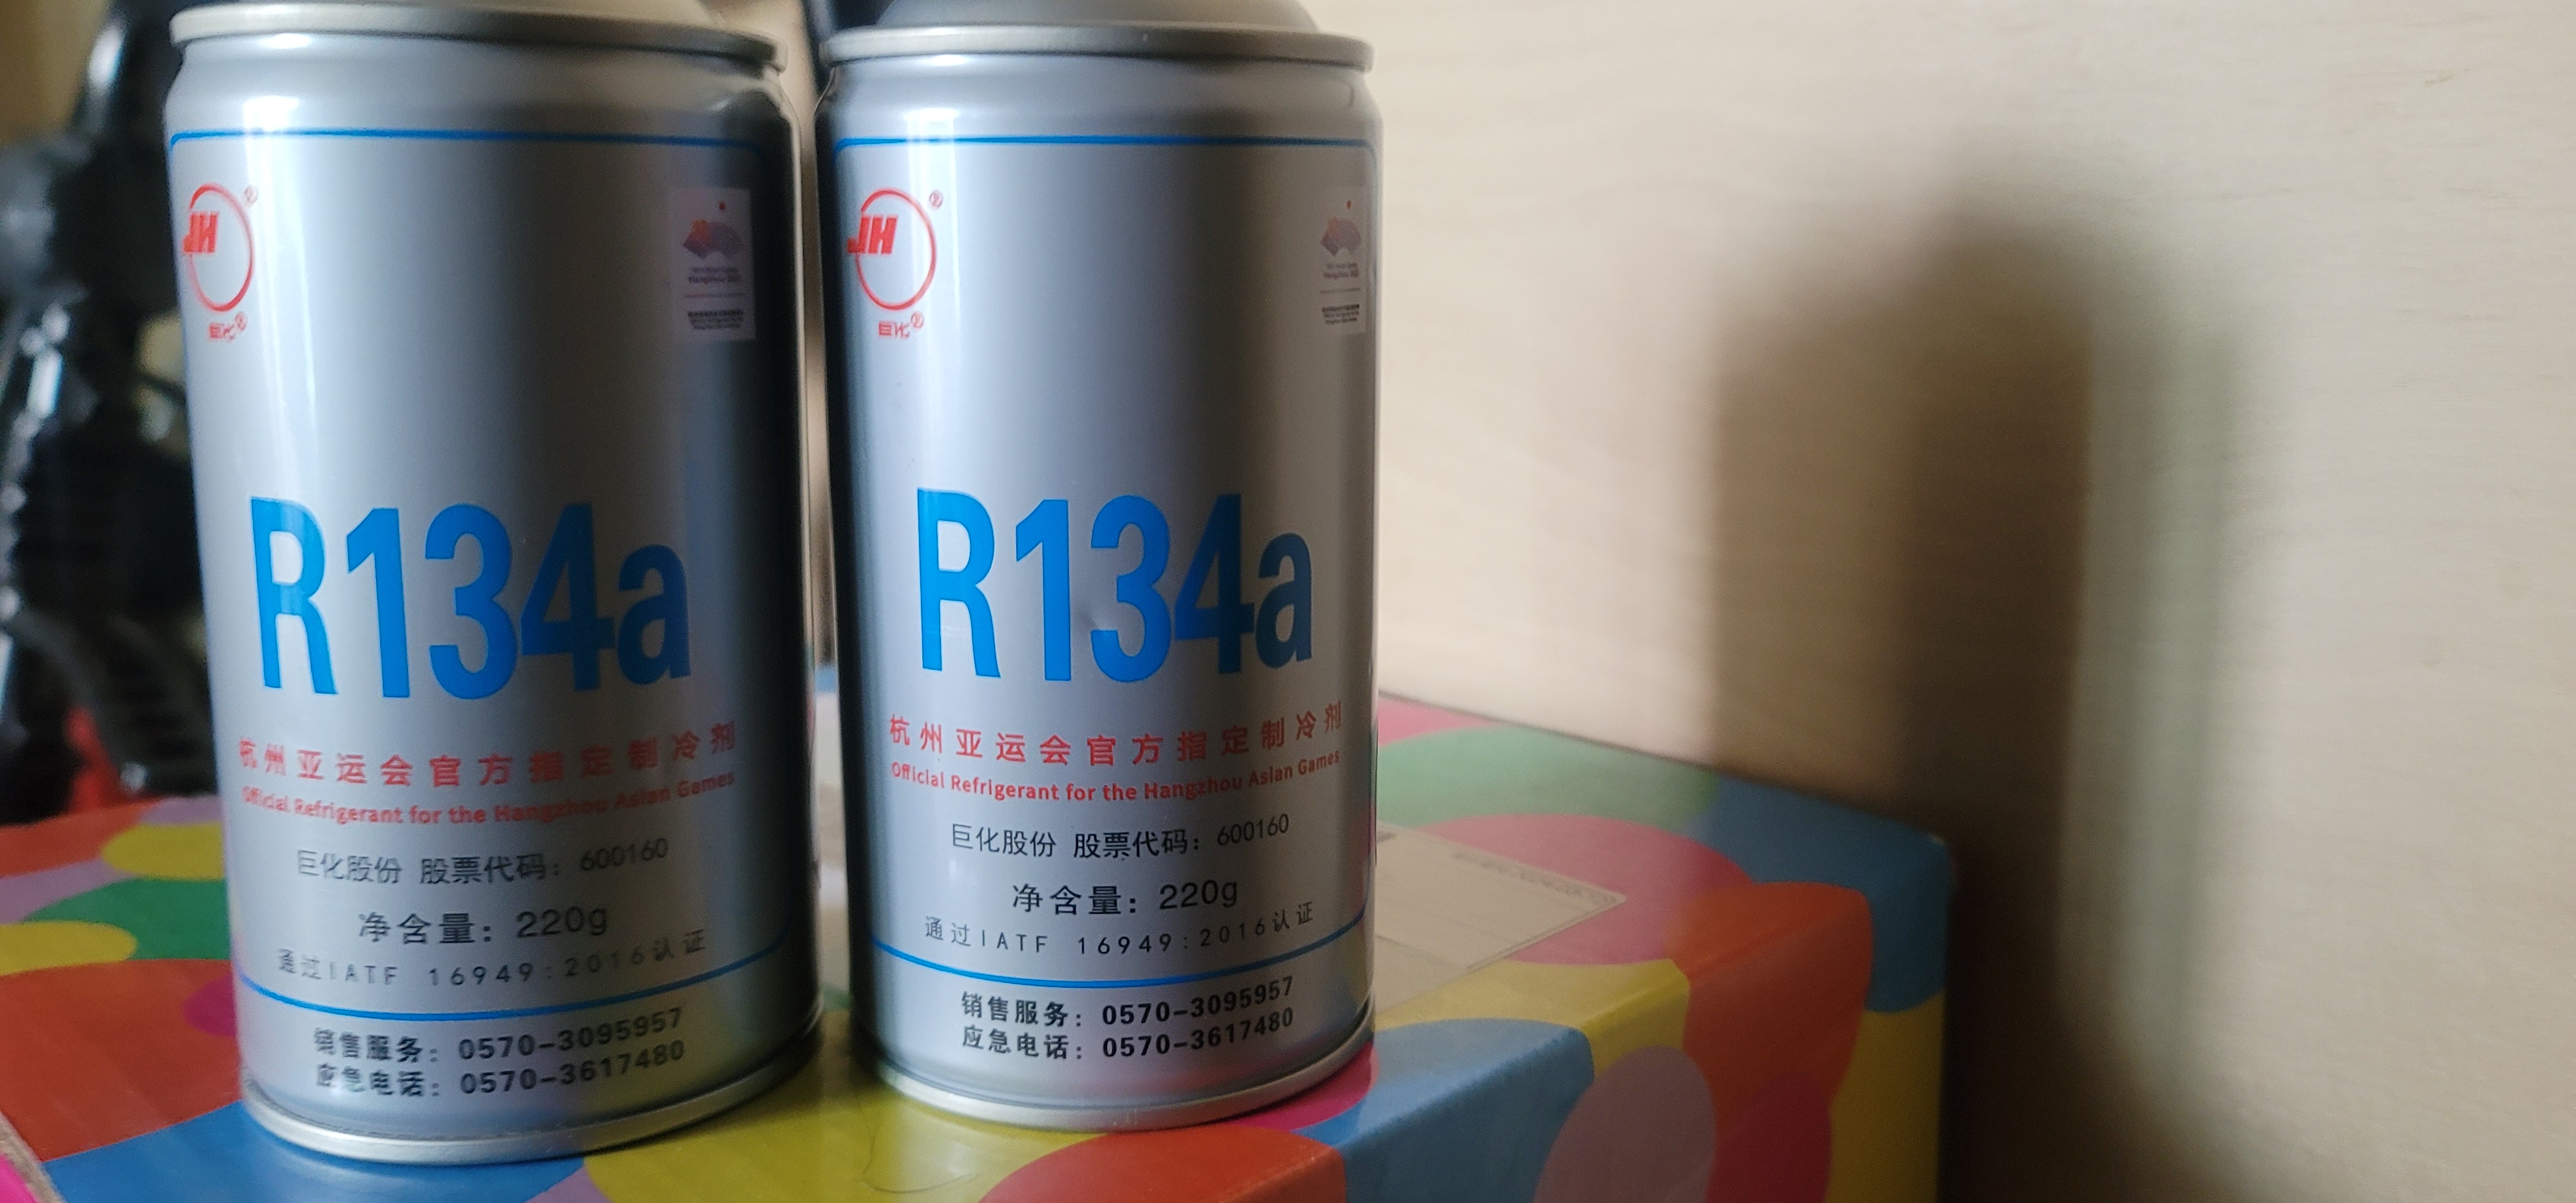 JH
巨化®
R134a
杭州亚运会官方指定制冷剂
Official Refrigerant for the Hangzhou Asian Games
巨化股份 股票代码：600160
净含量：220g
通过IATF 16949:2016认证
销售服务：0570-3095957
应急电话：0570-3617480
JH
巨化®
R134a
杭州亚运会官方指定制冷剂
Official Refrigerant for the Hangzhou Asian Games
巨化股份 股票代码：600160
净含量：220g
通过IATF 16949:2016认证
销售服务：0570-3095957
应急电话：0570-3617480